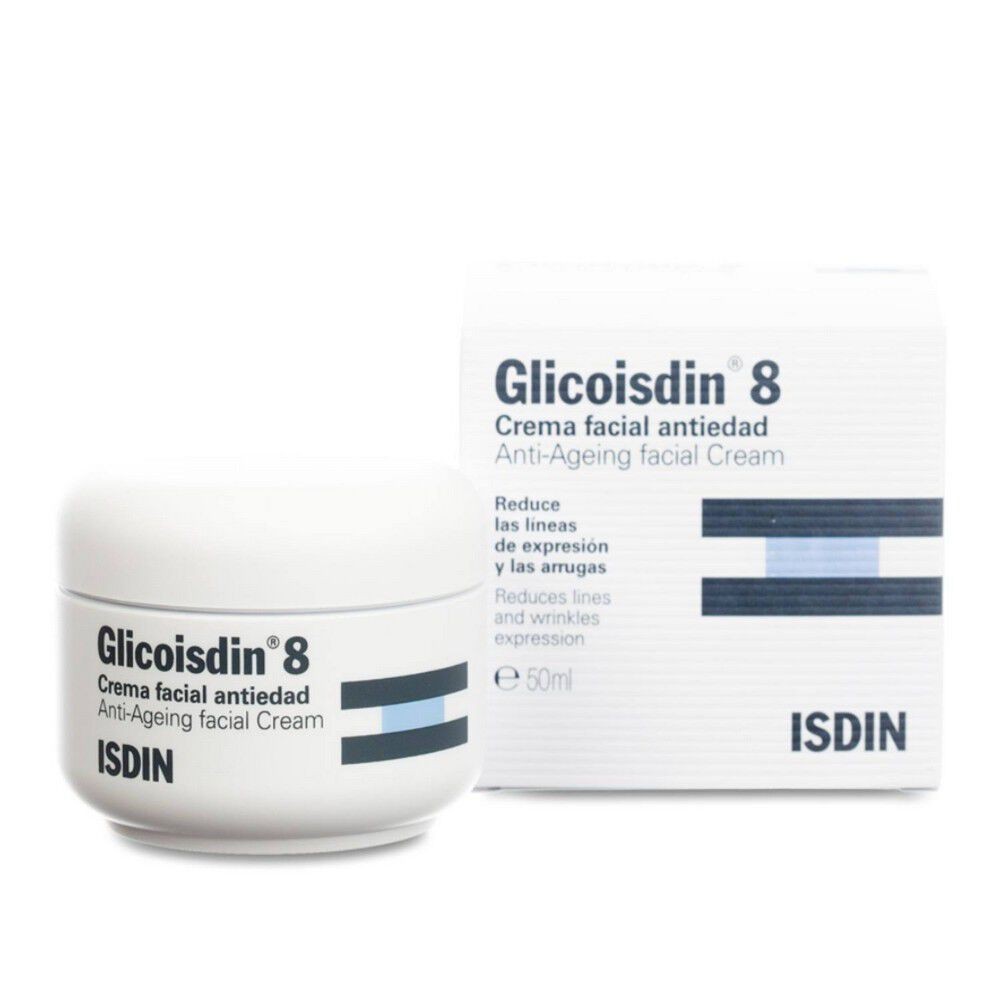 Glicoisdin® 8
Crema facial antiedad
Anti-Ageing facial Cream
Reduce
las líneas
de expresión
y las arrugas
Reduces lines
and wrinkles
expression
℮ 50ml
ISDIN
Glicoisdin® 8
Crema facial antiedad
Anti-Ageing facial Cream
ISDIN